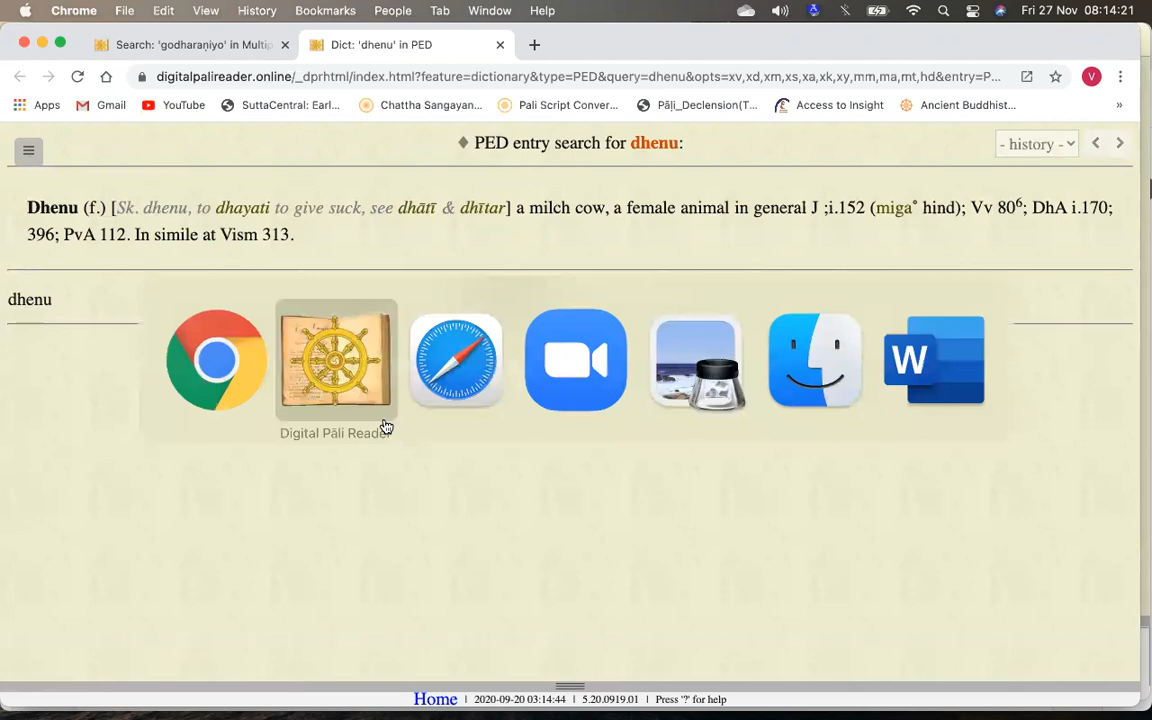 Chrome File Edit View History Bookmarks People Tab Window Help Fri 27 Nov 08:14:21
Search: 'godharaṇiyo' in Multip Dict: 'dhenu' in PED
digitalpalireader.online/_dprhtml/index.html?feature=dictionary&type=PED&query=dhenu&opts=xv,xd,xm,xs,xa,xk,xy,mm,ma,mt,hd&entry=P... V
Apps Gmail YouTube SuttaCentral: Earl... Chattha Sangayan... Pali Script Conver... Pāḷi_Declension(T... Access to Insight Ancient Buddhist... »
♦ PED entry search for dhenu: - history -
Dhenu (f.) [Sk. dhenu, to dhayati to give suck, see dhātī & dhītar] a milch cow, a female animal in general J ;i.152 (miga˚ hind); Vv 80⁶; DhA i.170;
396; PvA 112. In simile at Vism 313.
dhenu
W
Digital Pāli Reader
Home | 2020-09-20 03:14:44 | 5.20.0919.01 | Press '?' for help